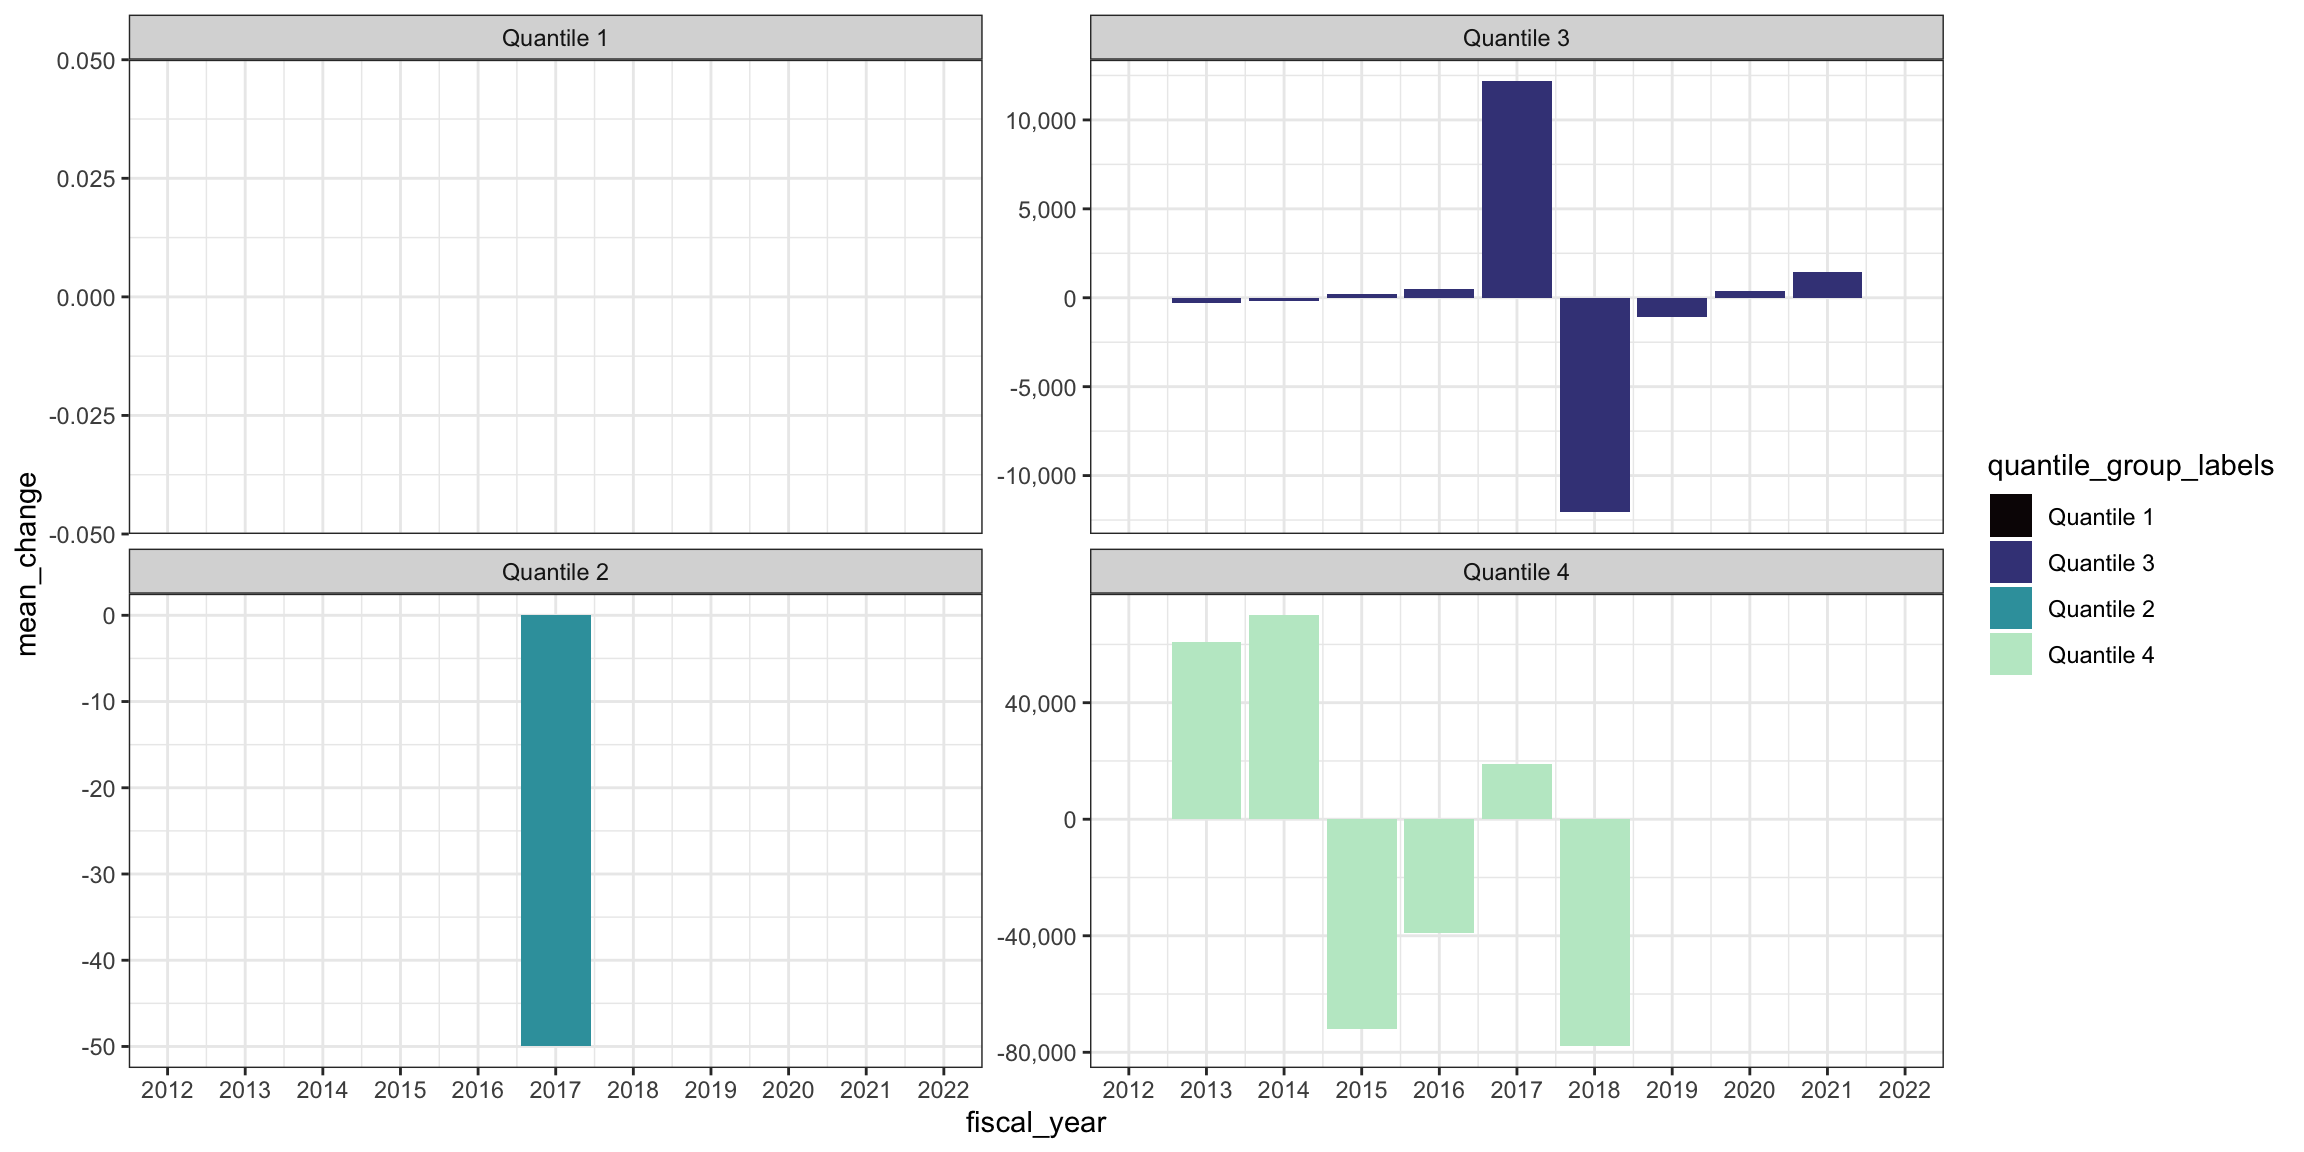 Quantile 1
0.050
0.025
0.000
-0.025
-0.050
Quantile 3
10,000
5,000
0
-5,000
-10,000
mean_change
Quantile 2
0
-10
-20
-30
-40
-50
2012 2013 2014 2015 2016 2017 2018 2019 2020 2021 2022
Quantile 4
40,000
0
-40,000
-80,000
2012 2013 2014 2015 2016 2017 2018 2019 2020 2021 2022
fiscal_year
quantile_group_labels
Quantile 1
Quantile 3
Quantile 2
Quantile 4